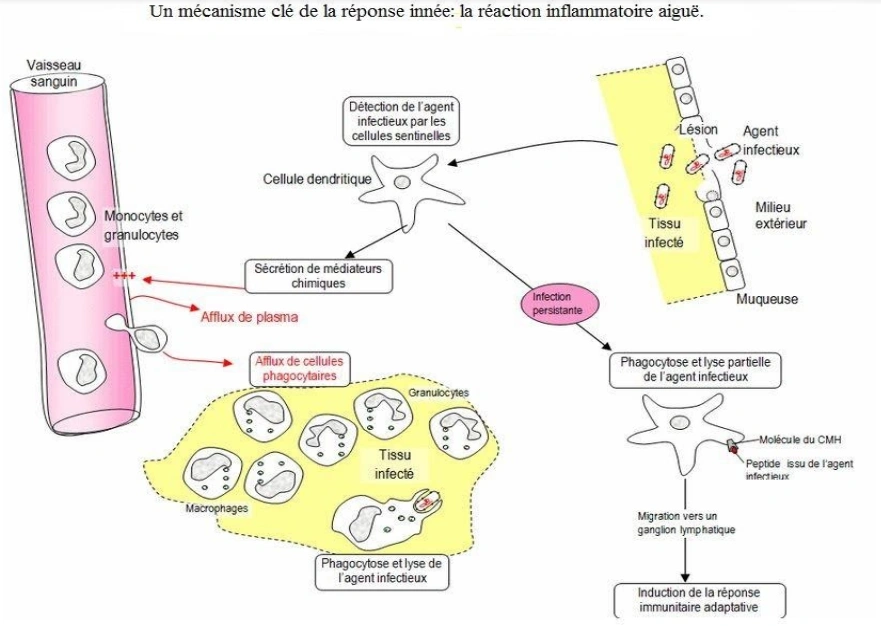 Un mécanisme clé de la réponse innée: la réaction inflammatoire aiguë.
Vaisseau
sanguin
Détection de l'agent
infectieux par les
cellules sentinelles
Lésion
Agent
infectieux
Cellule dendritique
Monocytes et
granulocytes
Milieu
extérieur
Tissu
infecté
Sécrétion de médiateurs
chimiques
+++
Muqueuse
Infection
persistante
Afflux de plasma
Afflux de cellules
phagocytaires
Phagocytose et lyse partielle
de l'agent infectieux
Granulocytes
Molécule du CMH
Peptide issu de l'agent
infectieux
Tissu
infecté
Macrophages
Migration vers un
ganglion lymphatique
Phagocytose et lyse de
l'agent infectieux
Induction de la réponse
immunitaire adaptative